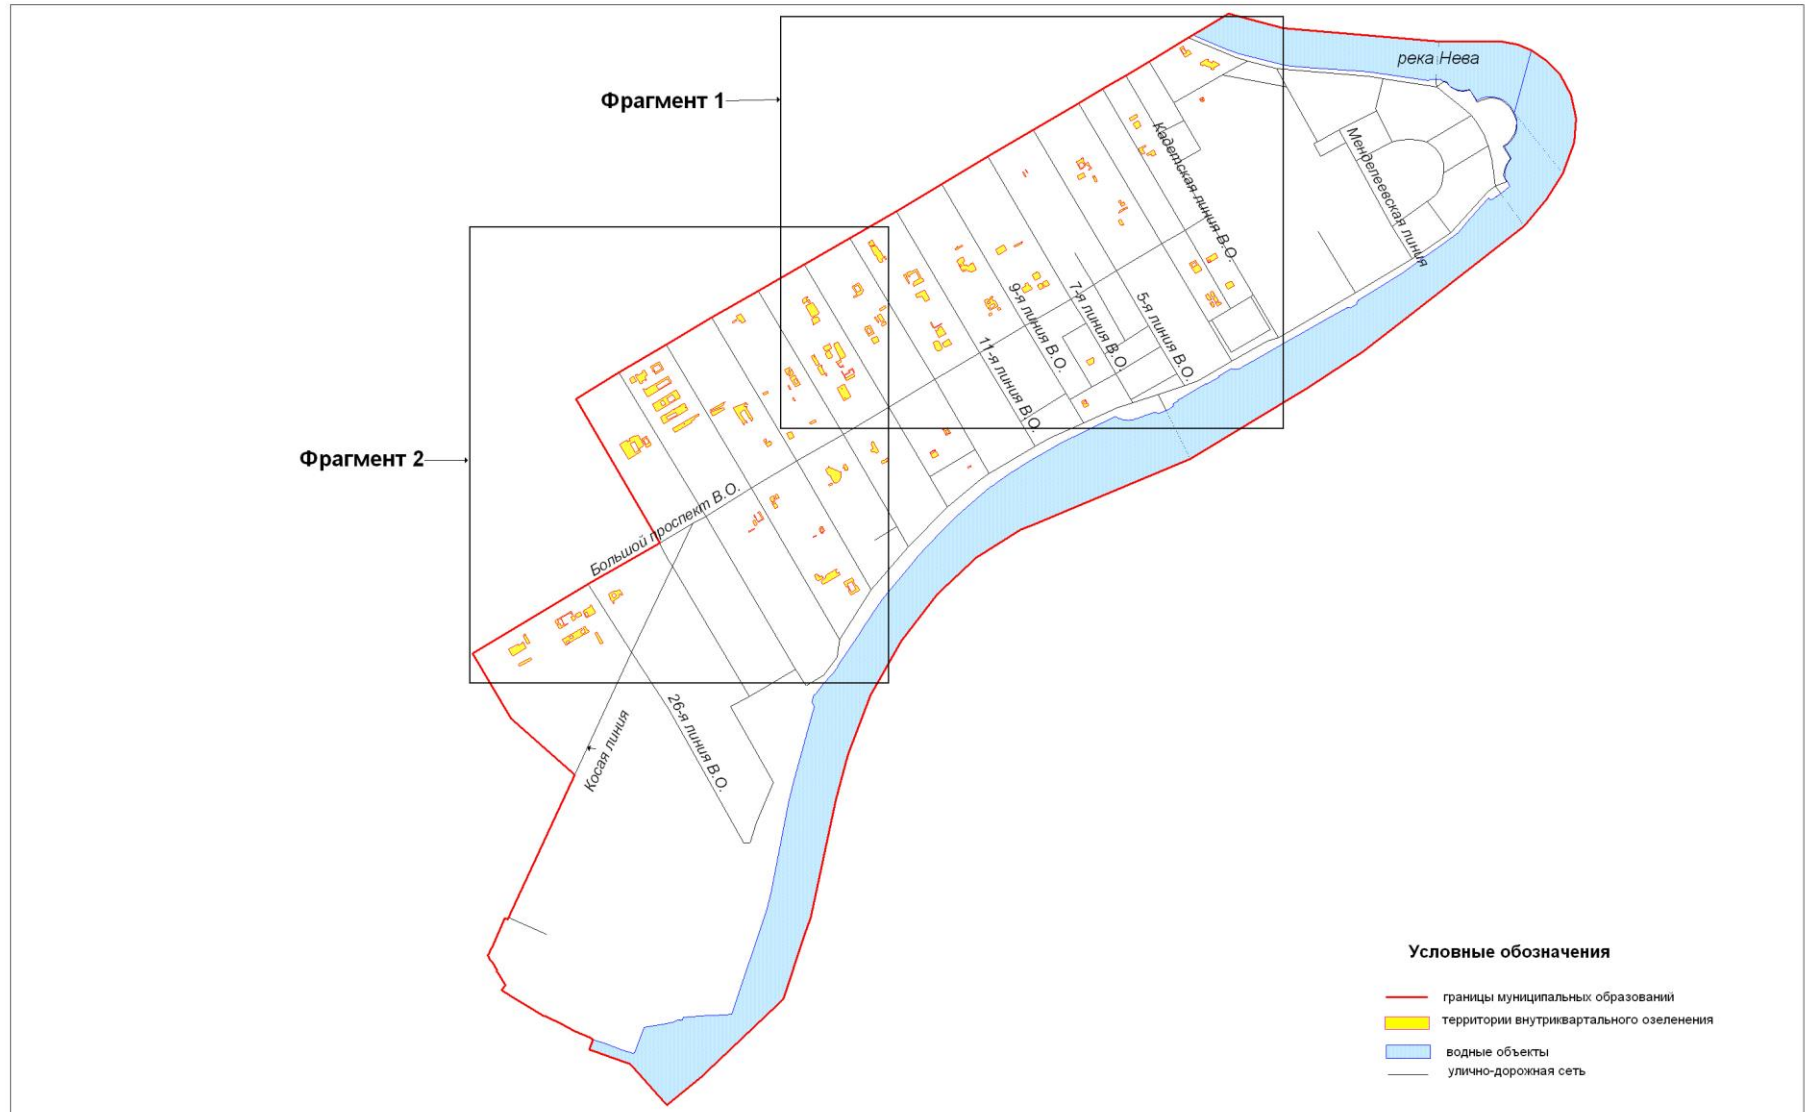 река Нева
Фрагмент 1
Кадетская линия В.О.
Менделеевская линия
9-я линия В.О.
7-я линия В.О.
5-я линия В.О.
11-я линия В.О.
Фрагмент 2
Большой проспект В.О.
26-я линия В.О.
Косая линия
Условные обозначения
границы муниципальных образований
территории внутриквартального озеленения
водные объекты
улично-дорожная сеть